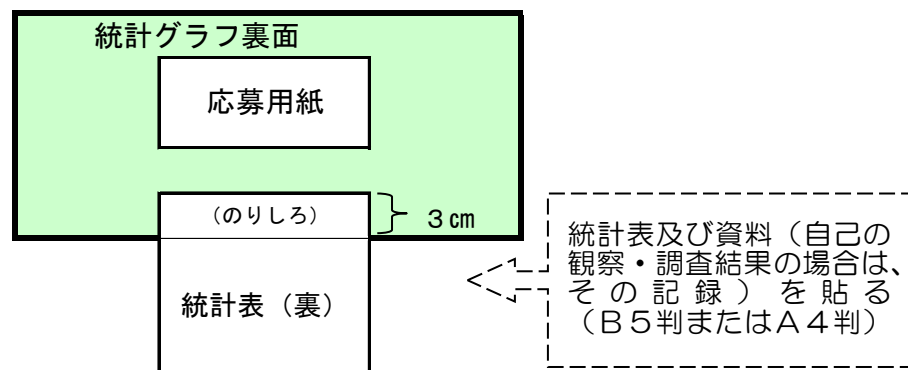 統計グラフ裏面
応募用紙
(のりしろ)
3㎝
統計表(裏)
統計表及び資料(自己の
観察・調査結果の場合は、
その記録)を貼る
(B5判またはA4判)